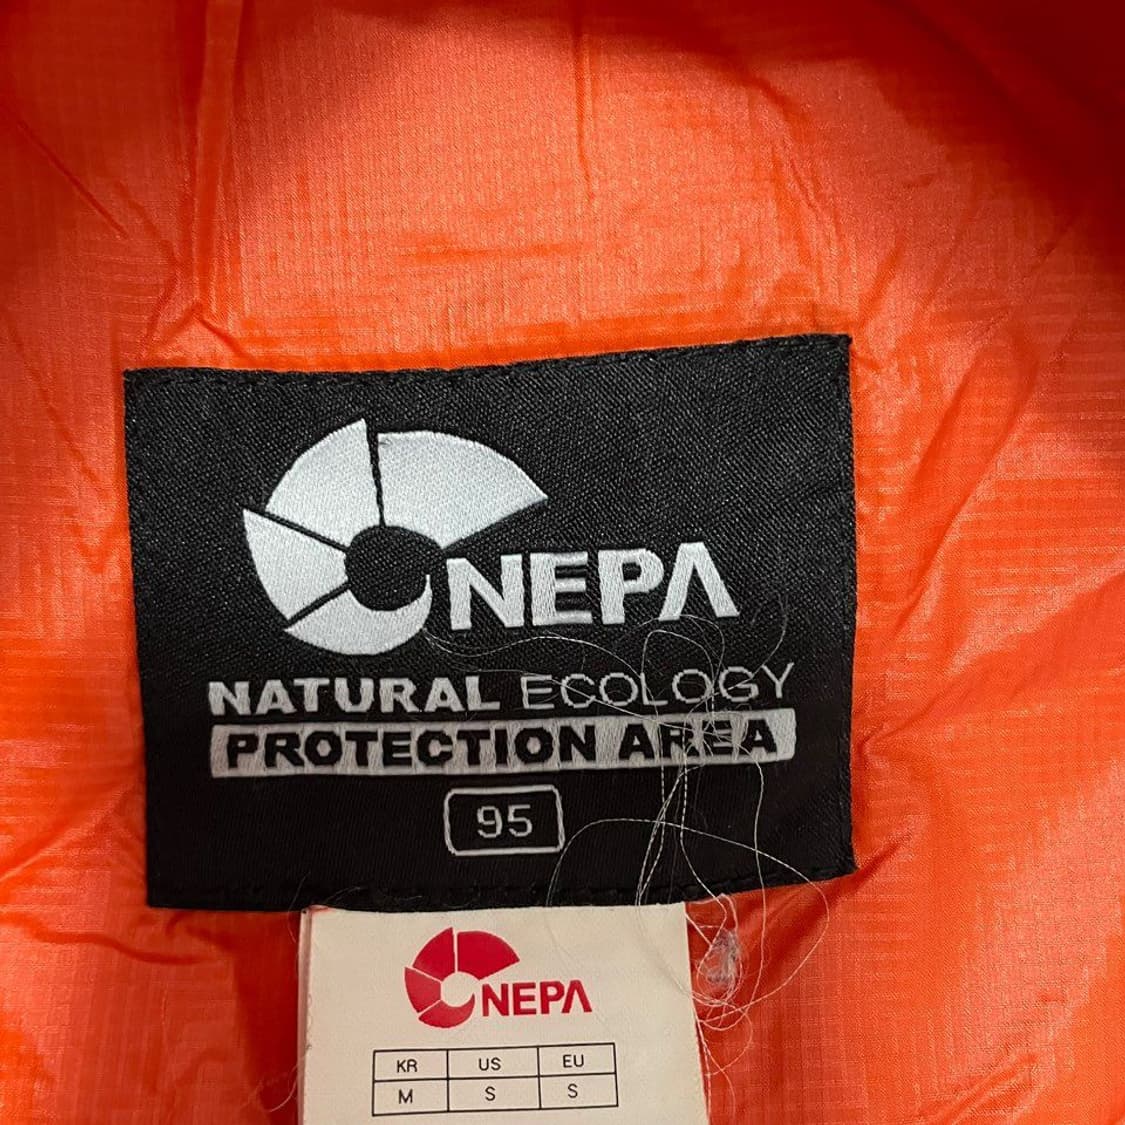 NEPA
NATURAL ECOLOGY
PROTECTION AREA
95
NEPA
KR US EU
M S S